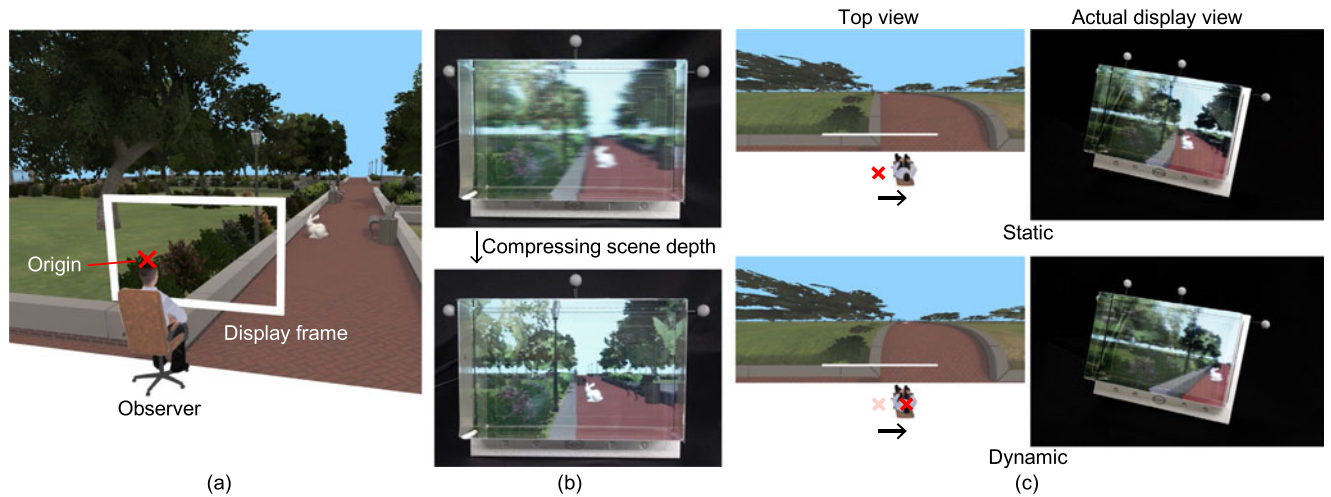 Top view
Actual display view
Origin
Display frame
Observer
Compressing scene depth
Static
Dynamic
(a)
(b)
(c)